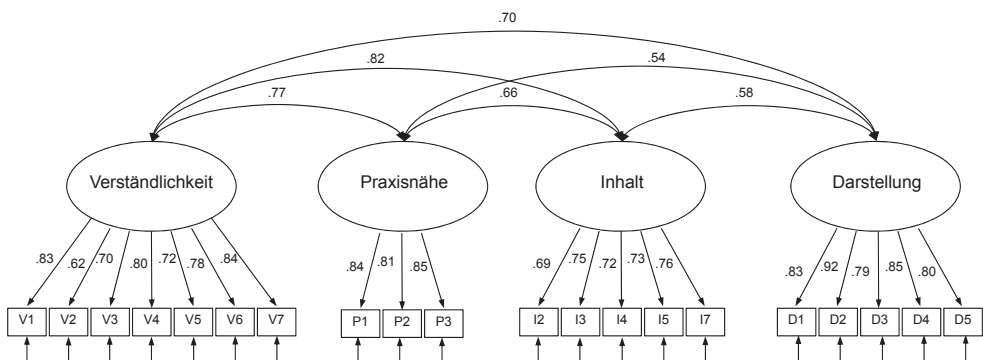 .70
.82 .54
.77 .66 .58
Verständlichkeit Praxisnähe Inhalt Darstellung
.83 .62 .70 .80 .72 .78 .84 .84 .81 .85 .69 .75 .72 .73 .76 .83 .92 .79 .85 .80
V1 V2 V3 V4 V5 V6 V7 P1 P2 P3 I2 I3 I4 I5 I7 D1 D2 D3 D4 D5